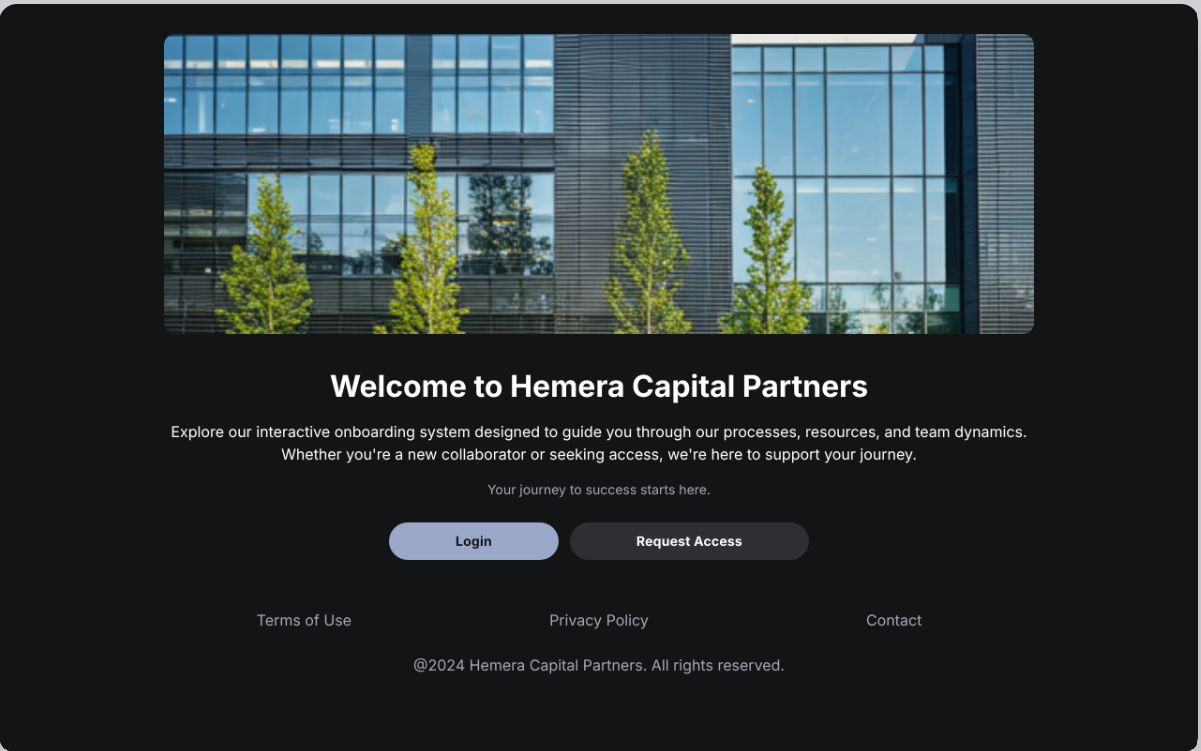 Welcome to Hemera Capital Partners
Explore our interactive onboarding system designed to guide you through our processes, resources, and team dynamics.
Whether you're a new collaborator or seeking access, we're here to support your journey.
Your journey to success starts here.
Login
Request Access
Terms of Use
Privacy Policy
Contact
@2024 Hemera Capital Partners. All rights reserved.